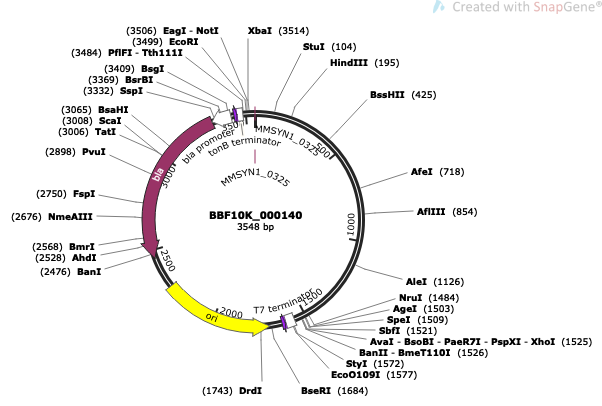 Created with SnapGene®
(3506) EagI - NotI
XbaI (3514)
(3499) EcoRI
(3484) PflFI - Tth111I
StuI (104)
(3409) BsgI
HindIII (195)
(3369) BsrBI
(3332) SspI
BssHII (425)
(3065) BsaHI
(3008) ScaI
(3006) TatI
(2898) PvuI
AfeI (718)
(2750) FspI
(2676) NmeAIII
AflIII (854)
(2568) BmrI
(2528) AhdI
(2476) BanI
AleI (1126)
NruI (1484)
AgeI (1503)
SpeI (1509)
SbfI (1521)
AvaI - BsoBI - PaeR7I - PspXI - XhoI (1525)
BanII - BmeT110I (1526)
StyI (1572)
EcoO109I (1577)
BseRI (1684)
(1743) DrdI
bla promoter
tonB terminator
MMSYN1_0325
MMSYN1_0325
bla
ori
T7 terminator
500
1000
1500
2000
2500
3000
BBF10K_000140
3548 bp